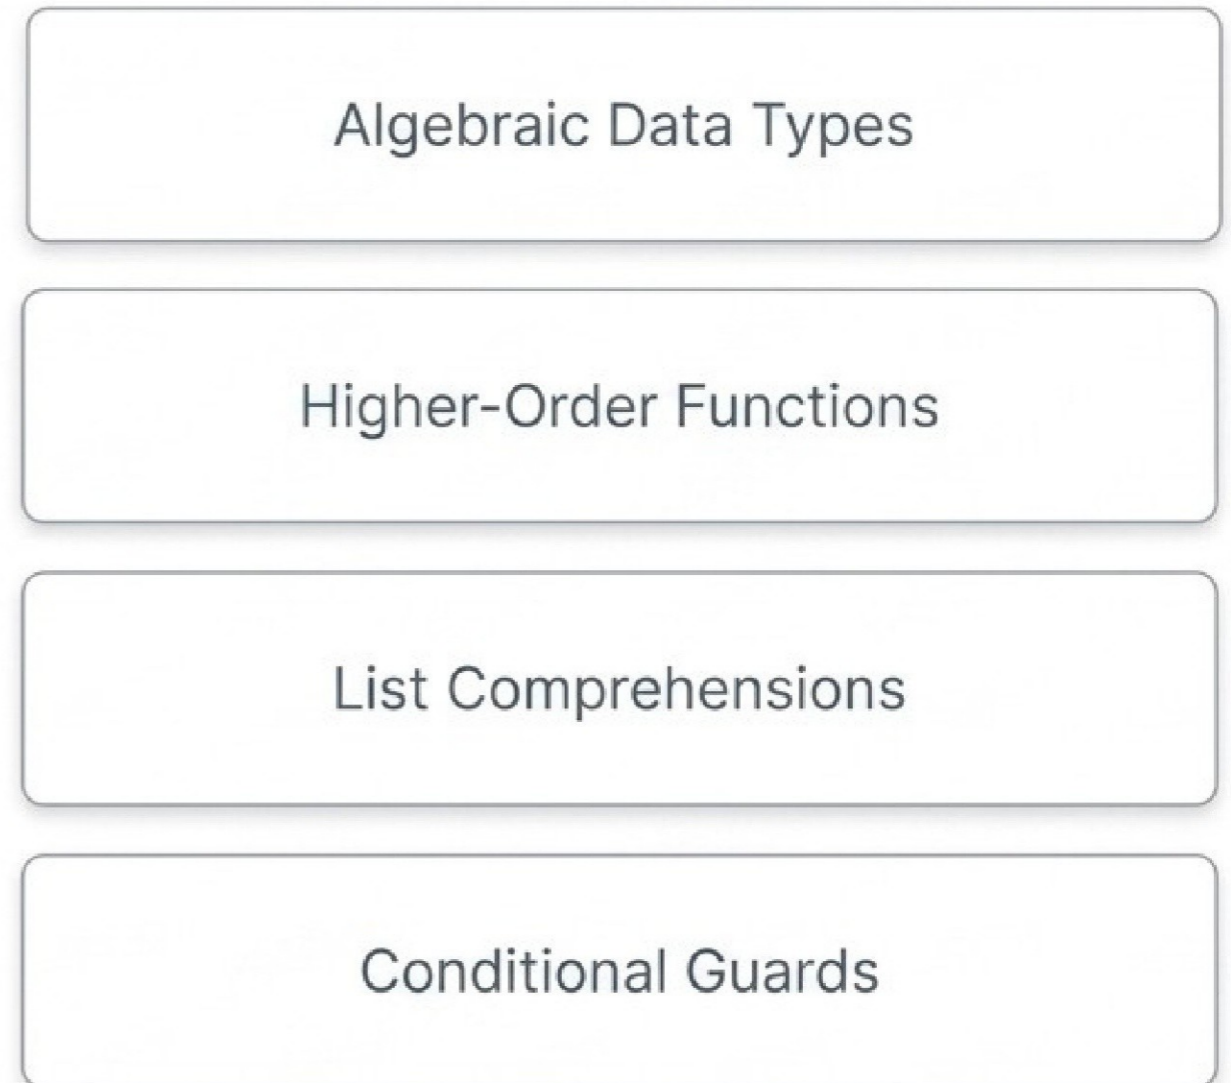 Algebraic Data Types
Higher-Order Functions
List Comprehensions
Conditional Guards